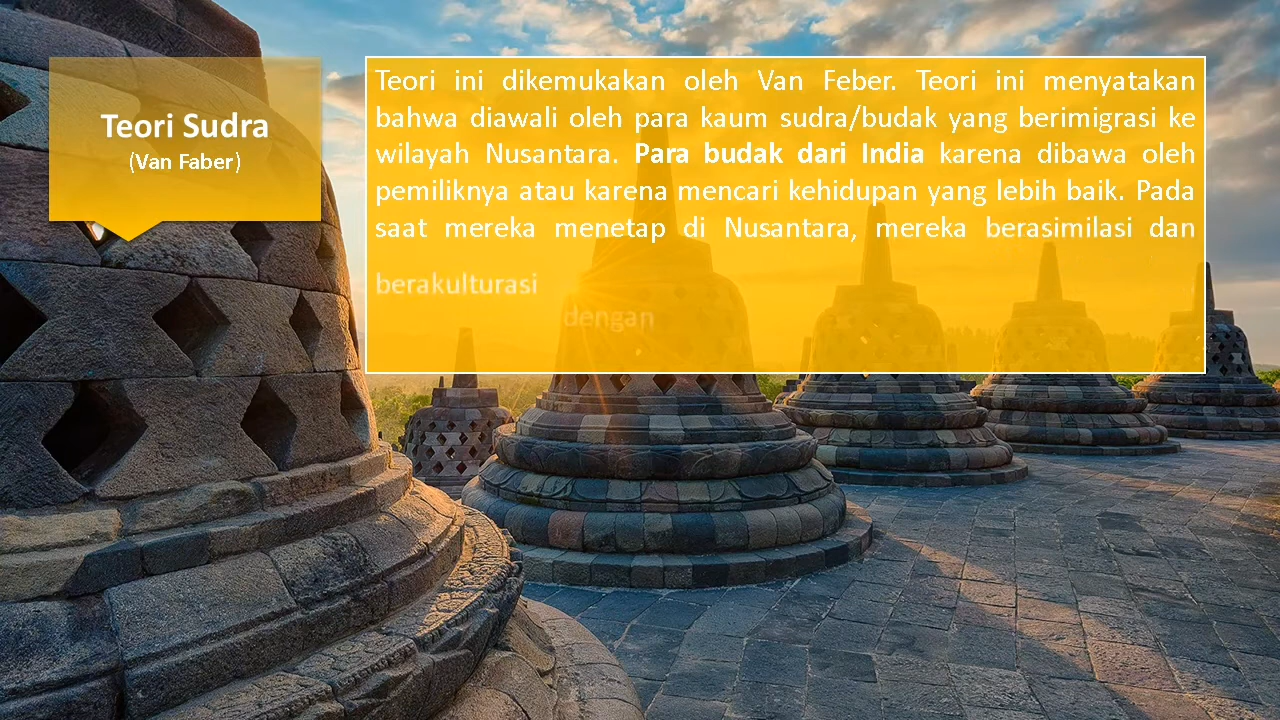 Teori Sudra
(Van Faber)
Teori ini dikemukakan oleh Van Feber. Teori ini menyatakan
bahwa diawali oleh para kaum sudra/budak yang berimigrasi ke
wilayah Nusantara. Para budak dari India karena dibawa oleh
pemiliknya atau karena mencari kehidupan yang lebih baik. Pada
saat mereka menetap di Nusantara, mereka berasimilasi dan
berakulturasi
dengan